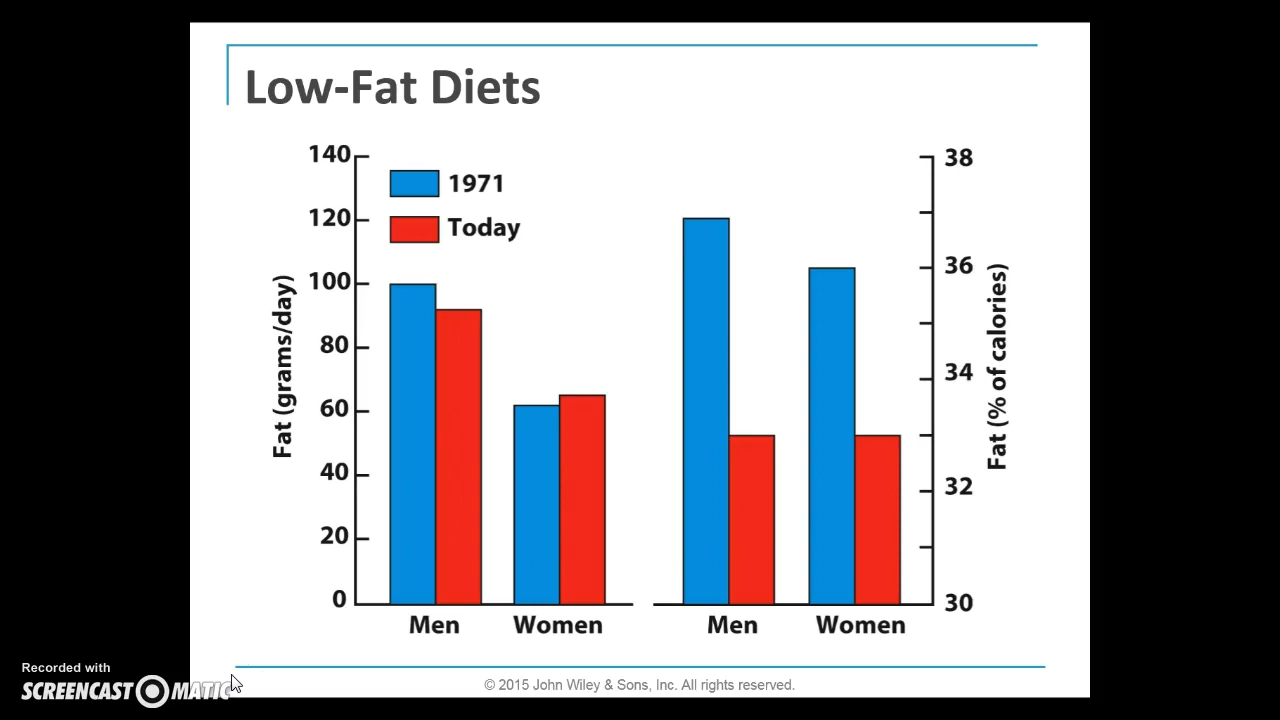 Low-Fat Diets
140
120
100
80
60
40
20
0
Fat (grams/day)
1971
Today
Men
Women
Men
Women
38
36
34
32
30
Fat (% of calories)
© 2015 John Wiley & Sons, Inc. All rights reserved.
Recorded with
SCREENCAST MATIC